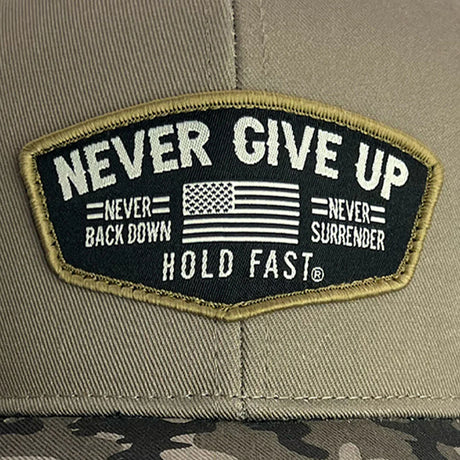 NEVER GIVE UP
NEVER
BACK DOWN
NEVER
SURRENDER
HOLD FAST®